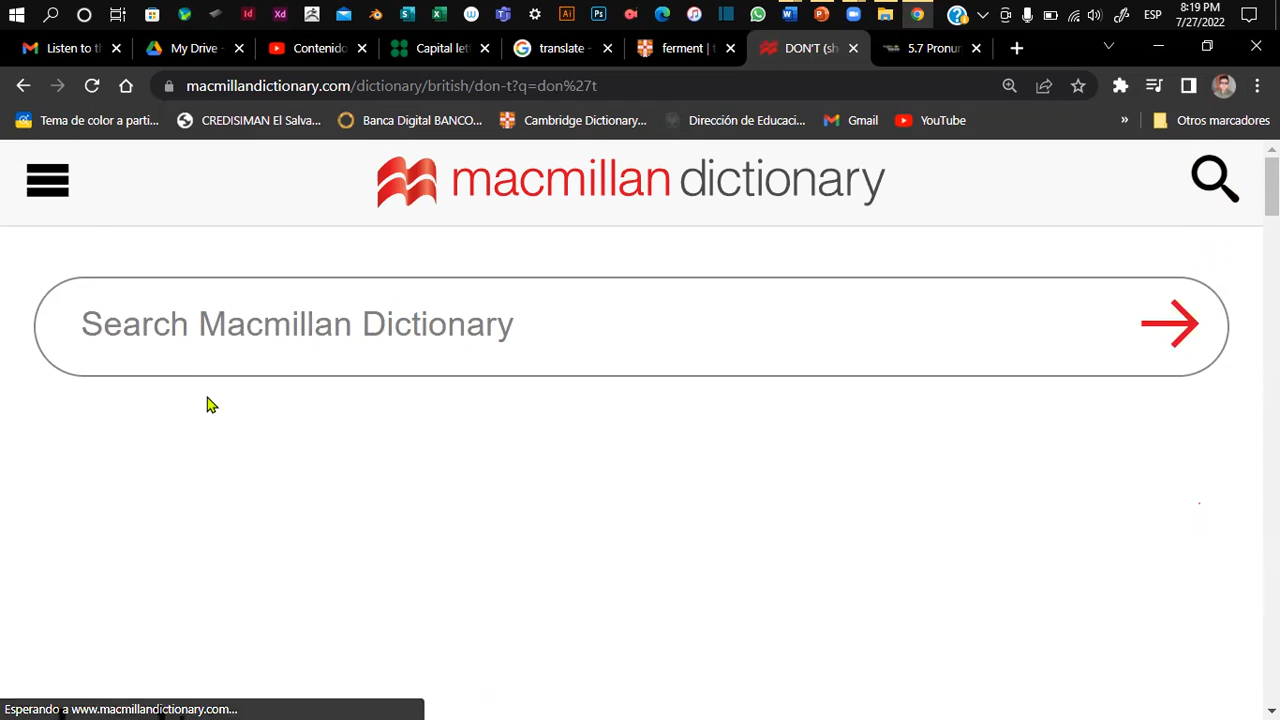 8:19 PM
ESP
7/27/2022
Listen to th
My Drive -
Contenido
Capital let
translate -
ferment | t
DON'T (sh
5.7 Pronun
macmillandictionary.com/dictionary/british/don-t?q=don%27t
Tema de color a parti...
CREDISIMAN El Salva...
Banca Digital BANCO...
Cambridge Dictionary...
Dirección de Educaci...
Gmail
YouTube
»
Otros marcadores
macmillan dictionary
Search Macmillan Dictionary
Esperando a www.macmillandictionary.com...